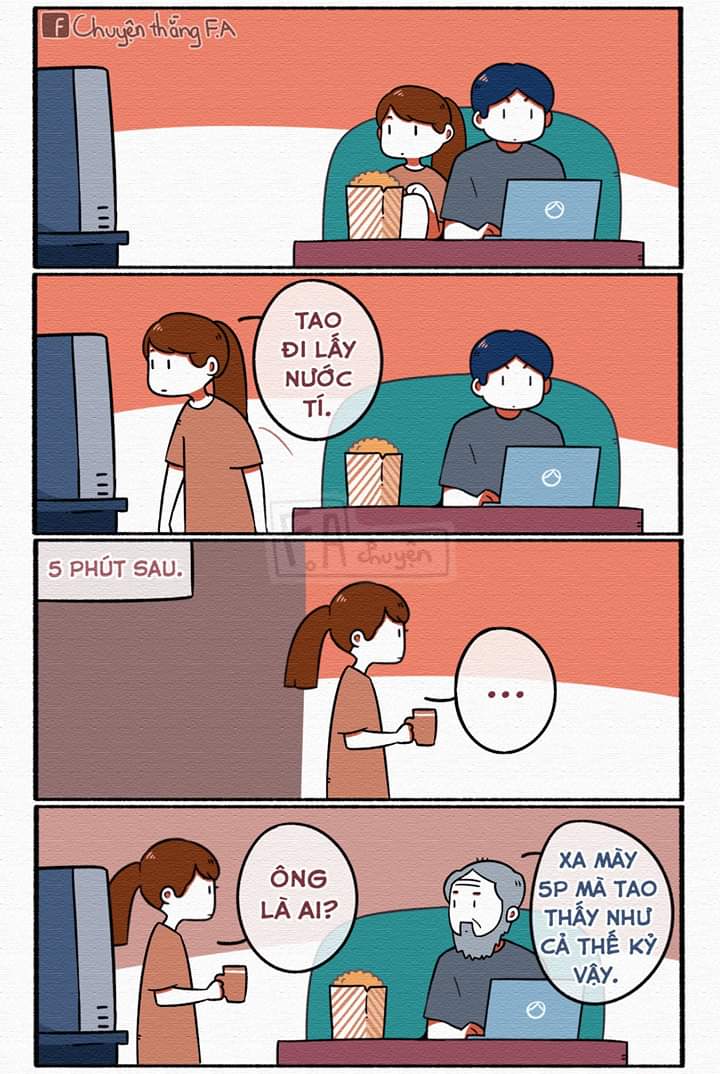 Chuyện thắng F.A
TAO
ĐI LẤY
NƯỚC
TÍ.
F.A
chuyện
5 PHÚT SAU.
...
ÔNG
LÀ AI?
XA MÀY
5P MÀ TAO
THẤY NHƯ
CẢ THẾ KỶ
VẬY.